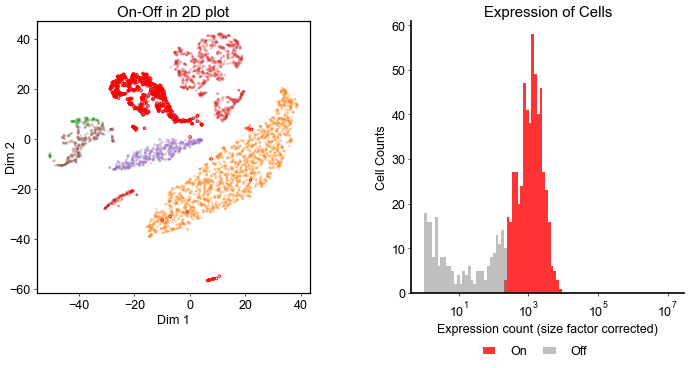 On-Off in 2D plot
40
20
0
−20
−40
−60
Dim 2
−40
−20
0
20
40
Dim 1
Expression of Cells
60
50
40
30
20
10
0
Cell Counts
10^1
10^3
10^5
10^7
Expression count (size factor corrected)
On
Off